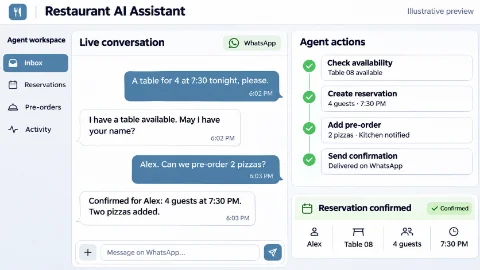 Restaurant AI Assistant
Illustrative preview
Agent workspace
Inbox
Reservations
Pre-orders
Activity
Live conversation
WhatsApp
A table for 4 at 7:30 tonight, please.
6:02 PM
I have a table available. May I have
your name?
6:02 PM
Alex. Can we pre-order 2 pizzas?
6:03 PM
Confirmed for Alex: 4 guests at 7:30 PM.
Two pizzas added.
6:03 PM
Message on WhatsApp...
Agent actions
Check availability
Table 08 available
Create reservation
4 guests · 7:30 PM
Add pre-order
2 pizzas · Kitchen notified
Send confirmation
Delivered on WhatsApp
Reservation confirmed
Confirmed
Alex
Table 08
4 guests
7:30 PM